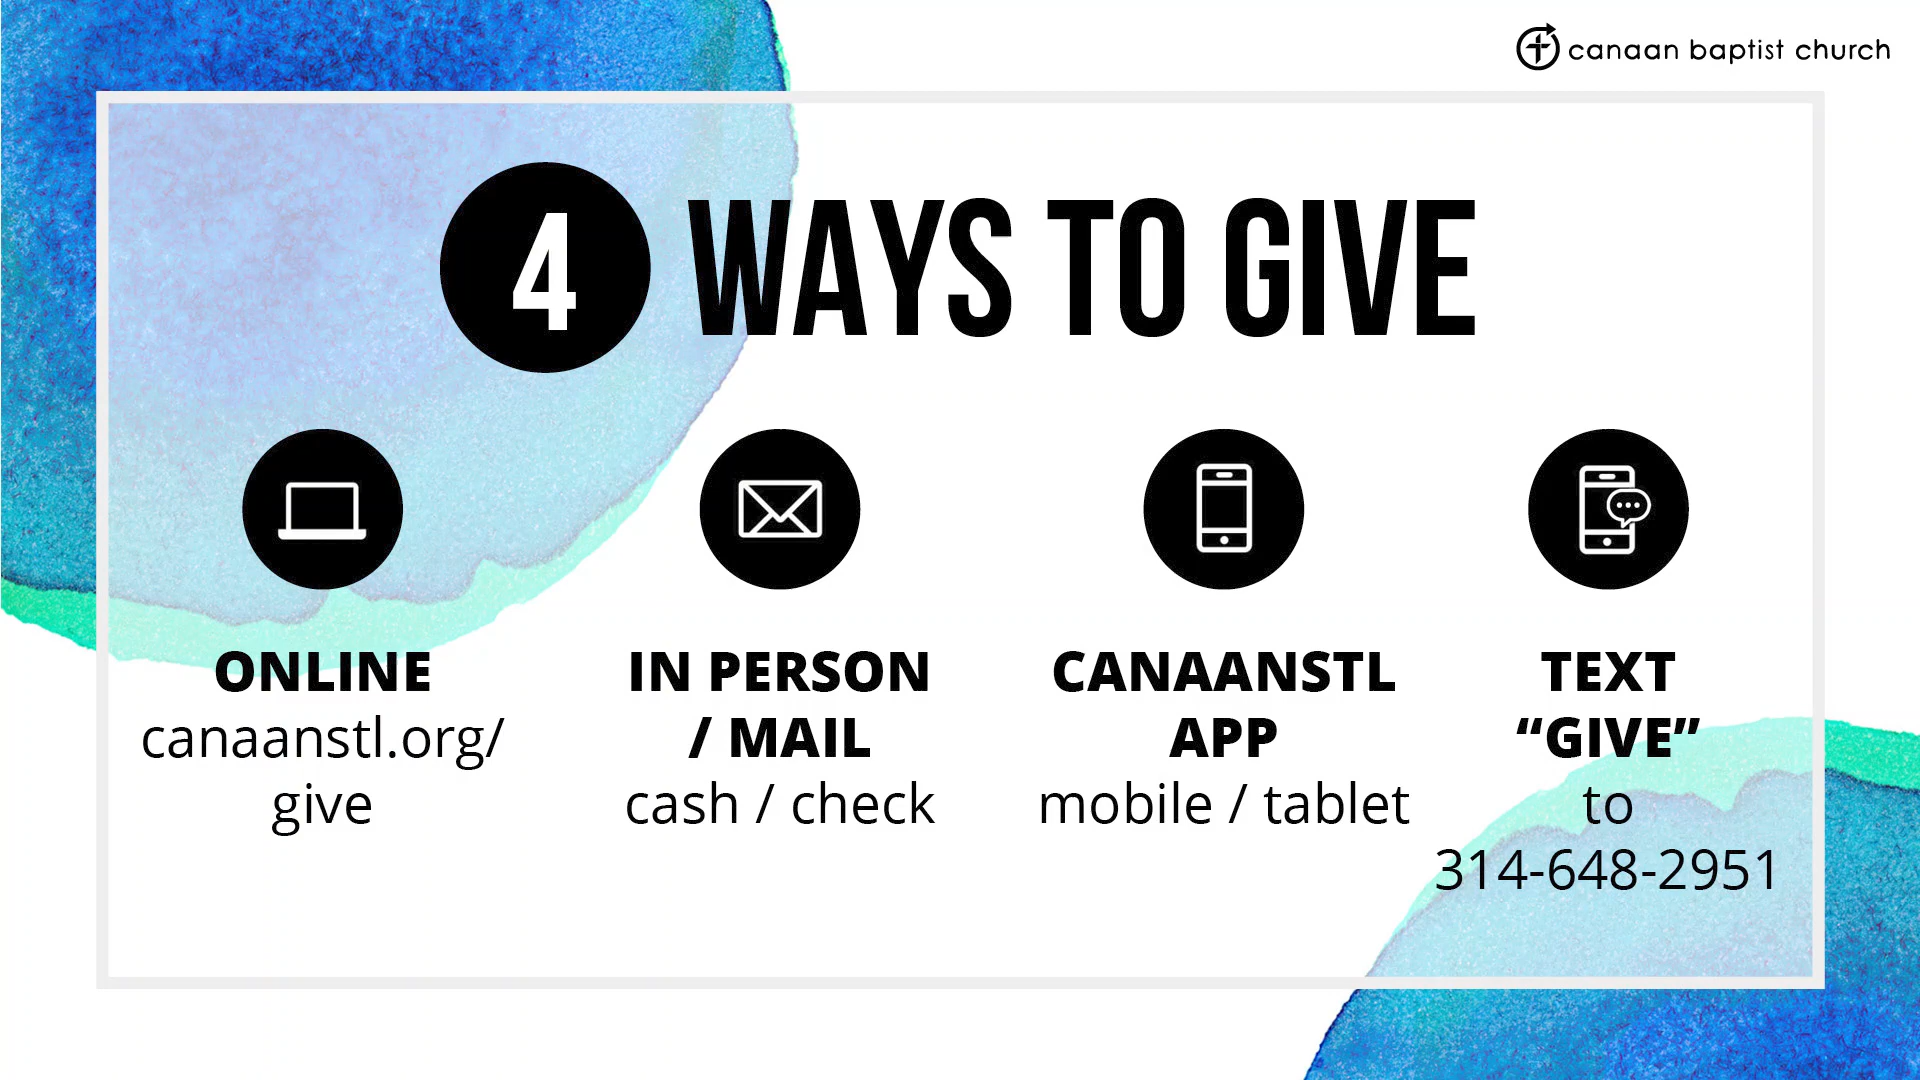 canaan baptist church
4 WAYS TO GIVE
ONLINE
canaanstl.org/
give
IN PERSON
/ MAIL
cash / check
CANAANSTL
APP
mobile / tablet
TEXT
“GIVE”
to
314-648-2951